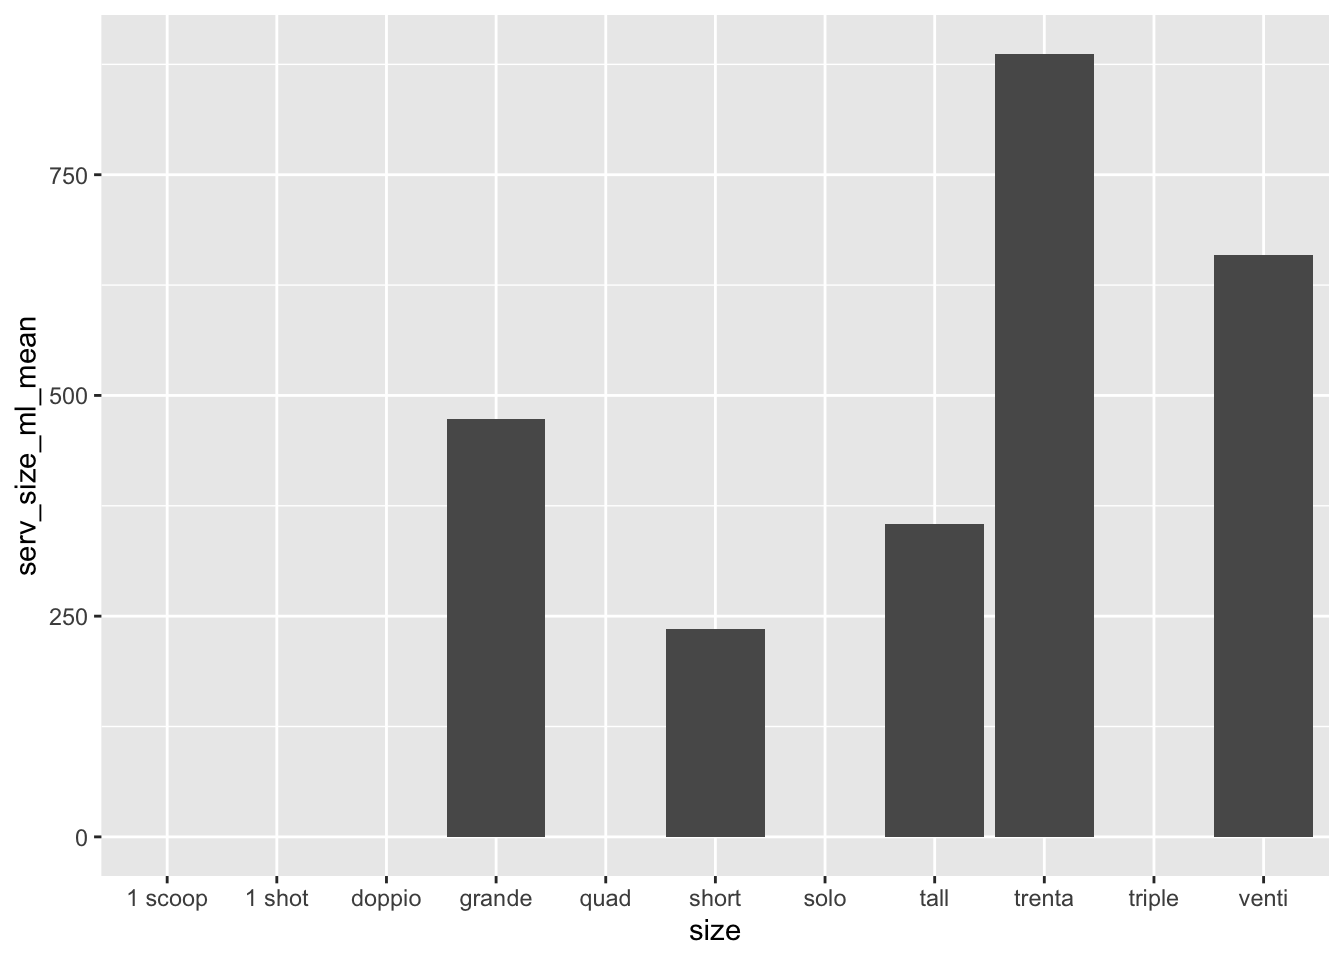 serv_size_ml_mean
750
500
250
0
1 scoop 1 shot doppio grande quad short solo tall trenta triple venti
size